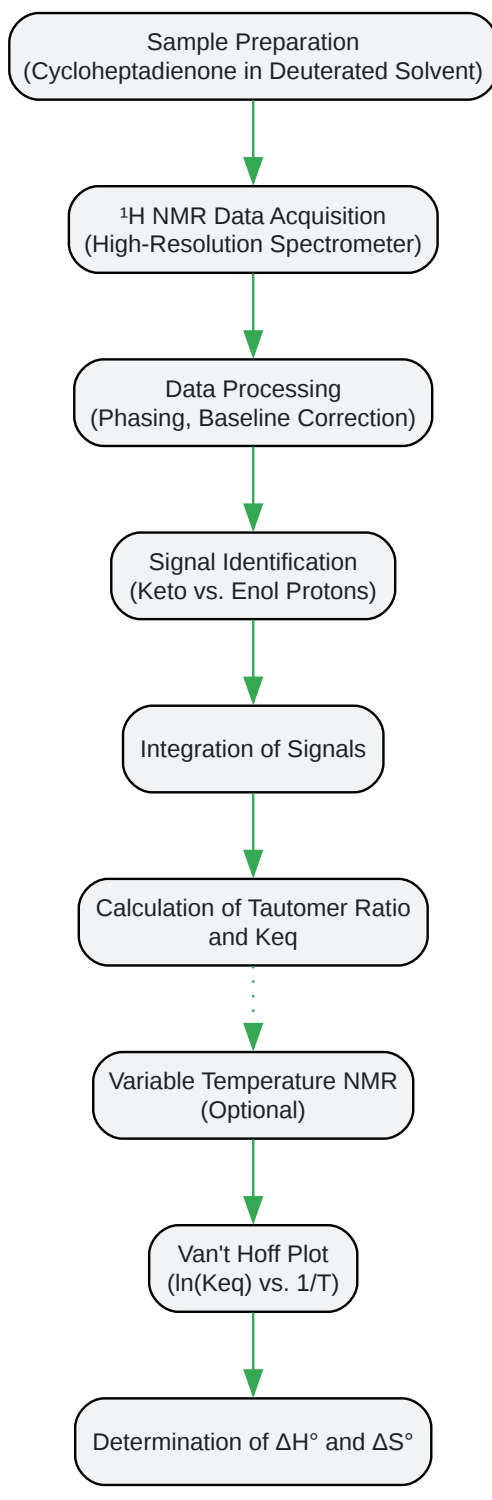 Sample Preparation
(Cycloheptadienone in Deuterated Solvent)
¹H NMR Data Acquisition
(High-Resolution Spectrometer)
Data Processing
(Phasing, Baseline Correction)
Signal Identification
(Keto vs. Enol Protons)
Integration of Signals
Calculation of Tautomer Ratio
and Keq
Variable Temperature NMR
(Optional)
Van't Hoff Plot
(ln(Keq) vs. 1/T)
Determination of ΔH° and ΔS°